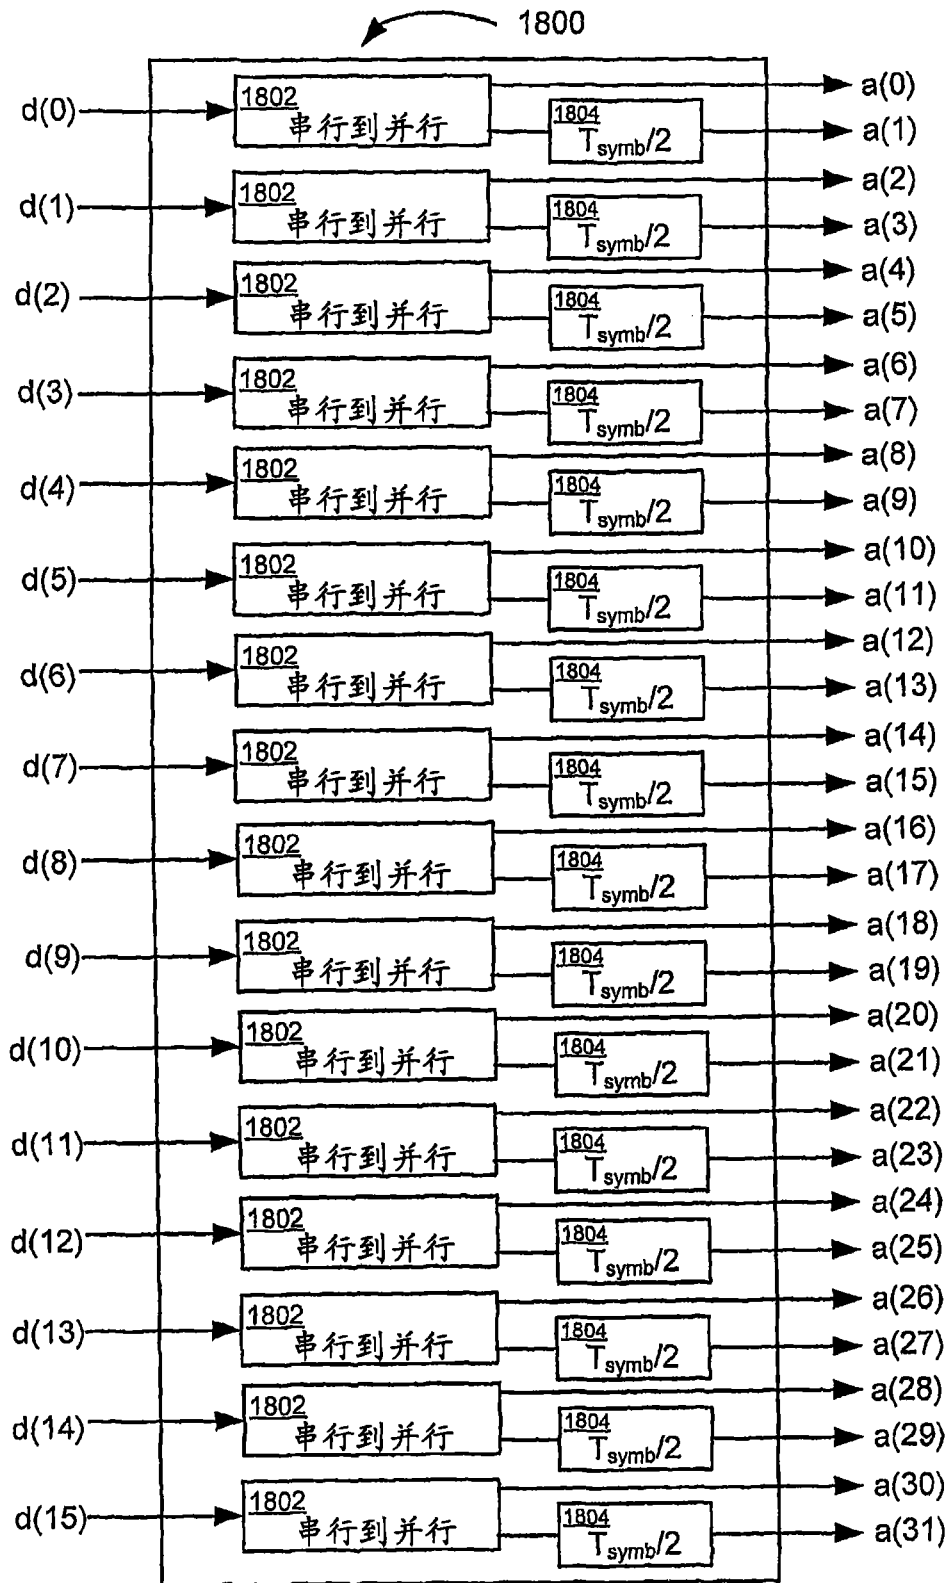 1800
1802
a(0)
d(0)
串行到并行
1804
Tsymb/2
a(1)
1802
a(2)
d(1)
串行到并行
1804
Tsymb/2
a(3)
1802
a(4)
d(2)
串行到并行
1804
Tsymb/2
a(5)
1802
a(6)
d(3)
串行到并行
1804
Tsymb/2
a(7)
1802
a(8)
d(4)
串行到并行
1804
Tsymb/2
a(9)
1802
a(10)
d(5)
串行到并行
1804
Tsymb/2
a(11)
1802
a(12)
d(6)
串行到并行
1804
Tsymb/2
a(13)
1802
a(14)
d(7)
串行到并行
1804
Tsymb/2
a(15)
1802
a(16)
d(8)
串行到并行
1804
Tsymb/2
a(17)
1802
a(18)
d(9)
串行到并行
1804
Tsymb/2
a(19)
1802
a(20)
d(10)
串行到并行
1804
Tsymb/2
a(21)
1802
a(22)
d(11)
串行到并行
1804
Tsymb/2
a(23)
1802
a(24)
d(12)
串行到并行
1804
Tsymb/2
a(25)
1802
a(26)
d(13)
串行到并行
1804
Tsymb/2
a(27)
1802
a(28)
d(14)
串行到并行
1804
Tsymb/2
a(29)
1802
a(30)
d(15)
串行到并行
1804
Tsymb/2
a(31)